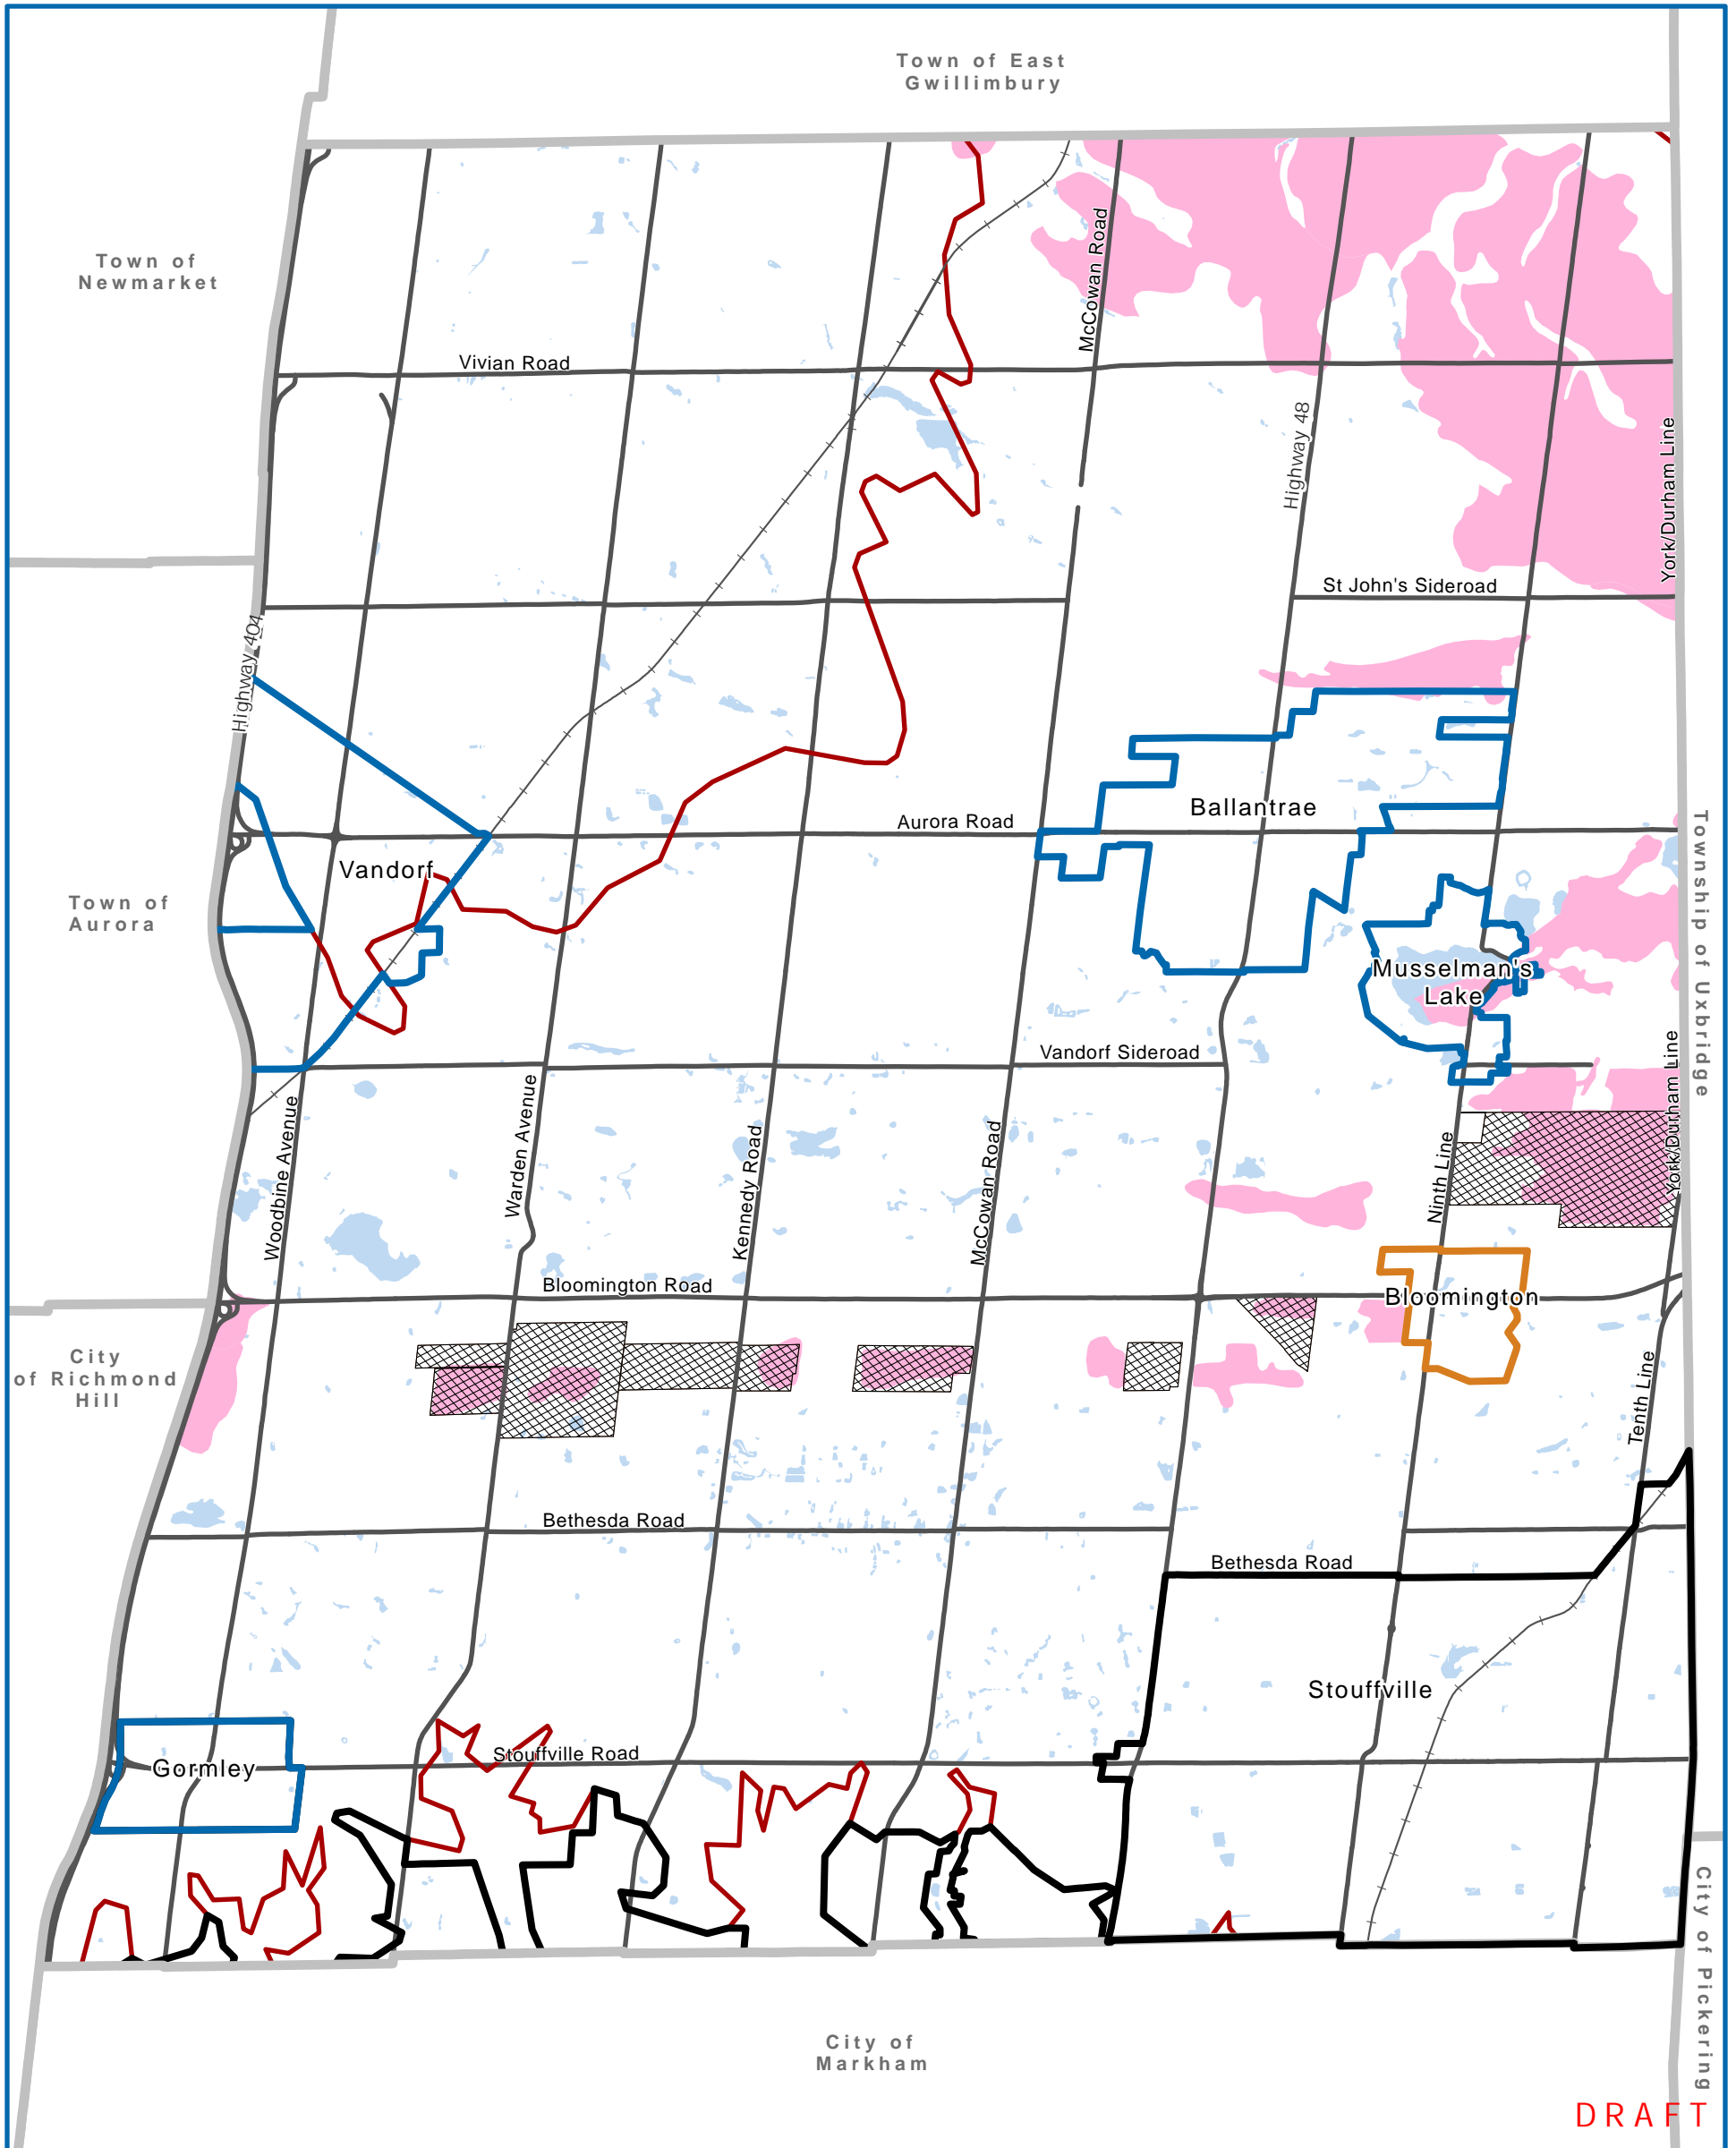 Town of East
Gwillimbury
Town of
Newmarket
McCowan Road
Vivian Road
Highway 48
York/Durham Line
St John's Sideroad
Highway 404
Ballantrae
Aurora Road
Vandorf
Township of Uxbridge
Town of
Aurora
Musselman's
Lake
Vandorf Sideroad
York/Durham Line
Woodbine Avenue
Warden Avenue
Kennedy Road
McCowan Road
Ninth Line
Bloomington Road
Bloomington
City
of Richmond
Hill
Tenth Line
Bethesda Road
Bethesda Road
Stouffville
Stouffville Road
Gormley
City of Pickering
City of
Markham
DRAFT